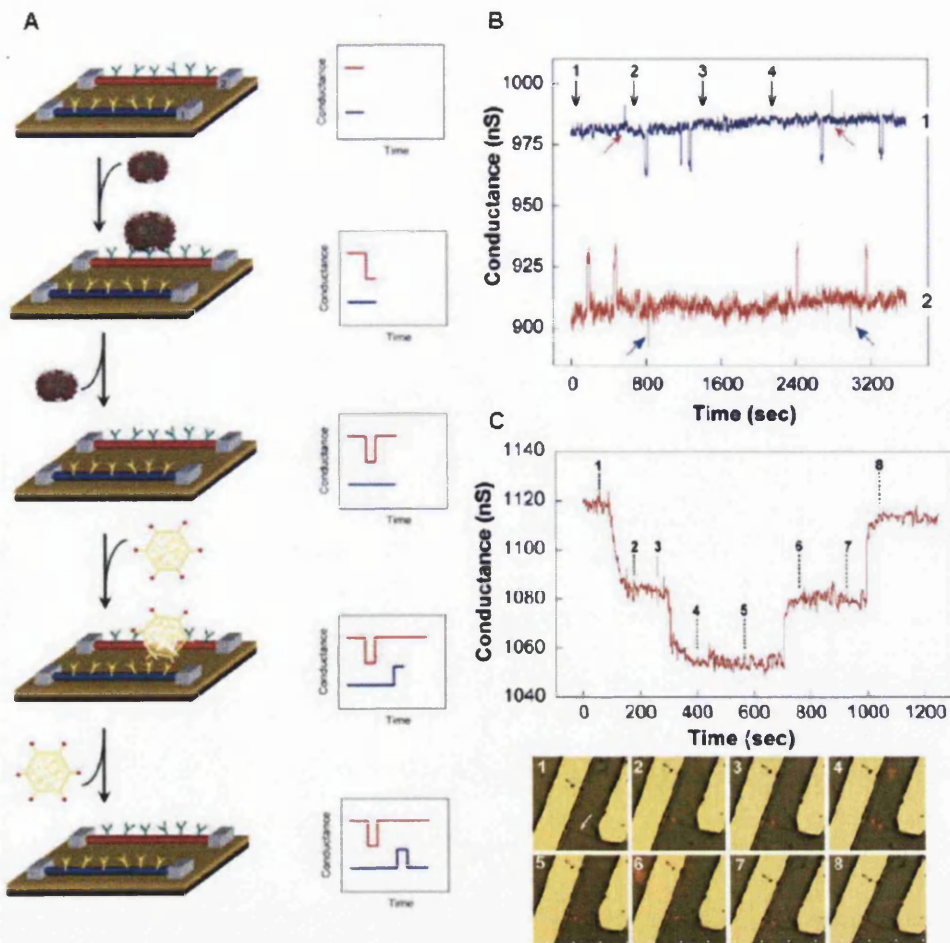 A
2
1
Conductance
Time
Conductance
Time
Conductance
Time
Conductance
Time
Conductance
Time
B
1 2 3 4
1000
975
950
925
900
Conductance (nS)
1
2
0 800 1600 2400 3200
Time (sec)
C
1140
1120
1100
1080
1060
1040
Conductance (nS)
1 2 3 4 5 6 7 8
0 200 400 600 800 1000 1200
Time (sec)
1 2 3 4
5 6 7 8